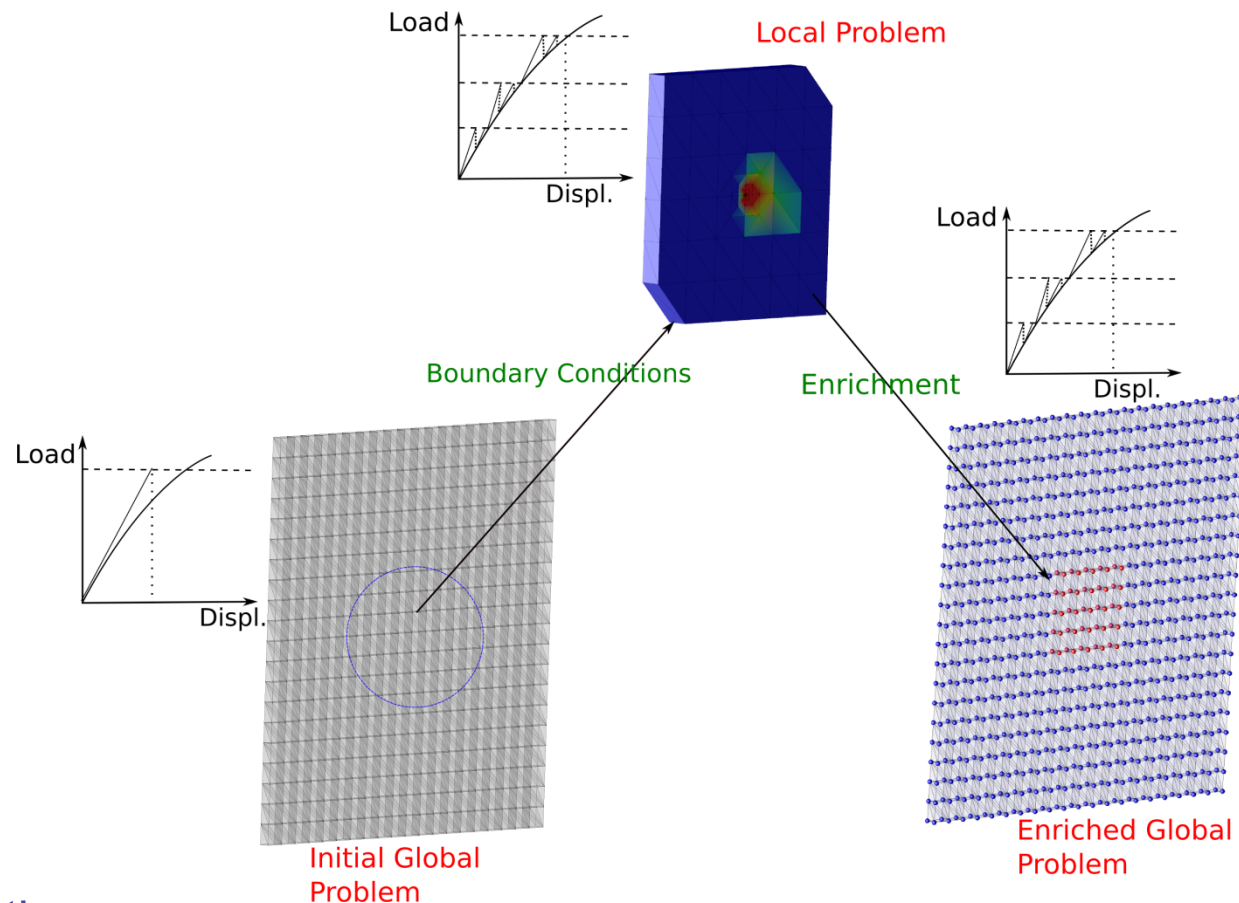 Load
Displ.
Local Problem
Load
Displ.
Boundary Conditions
Enrichment
Load
Displ.
Initial Global
Problem
Enriched Global
Problem